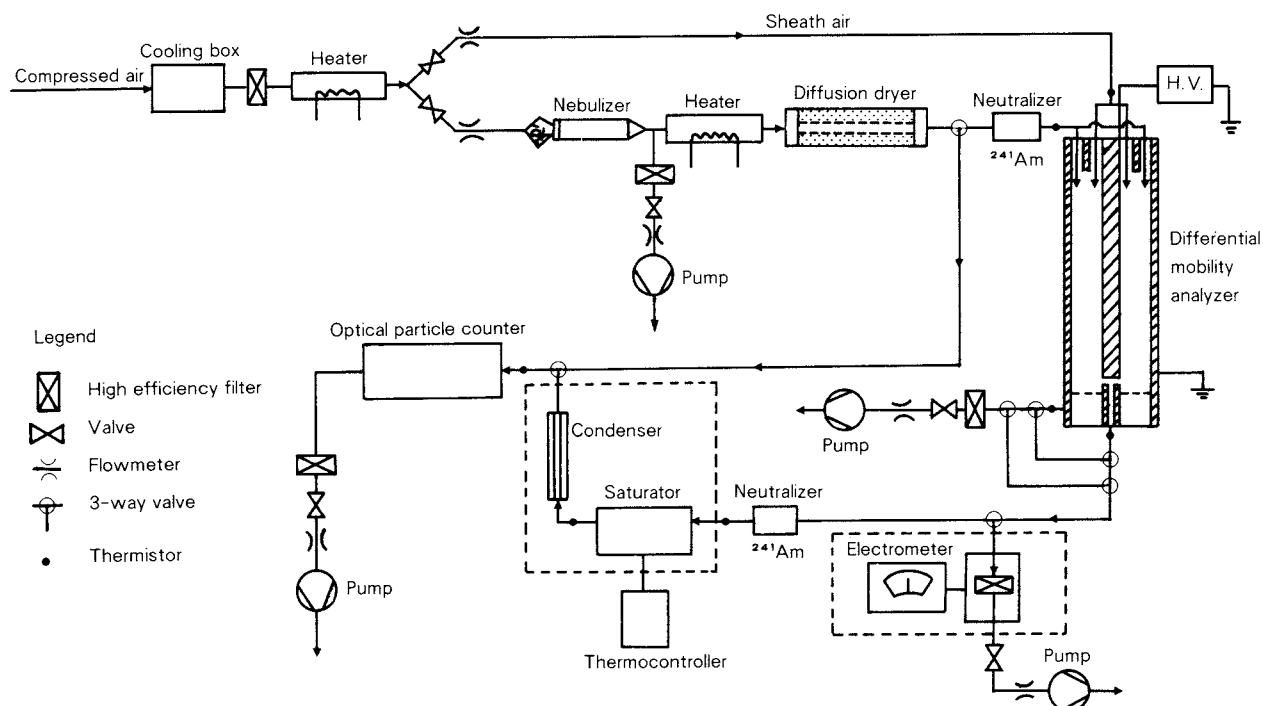 Sheath air
Cooling box
Heater
Compressed air
Nebulizer
Heater
Diffusion dryer
Neutralizer
H.V.
241Am
Differential
mobility
analyzer
Pump
Optical particle counter
Legend
High efficiency filter
Valve
Flowmeter
3-way valve
Thermistor
Condenser
Pump
Saturator
Neutralizer
241Am
Electrometer
Pump
Thermocontroller
Pump